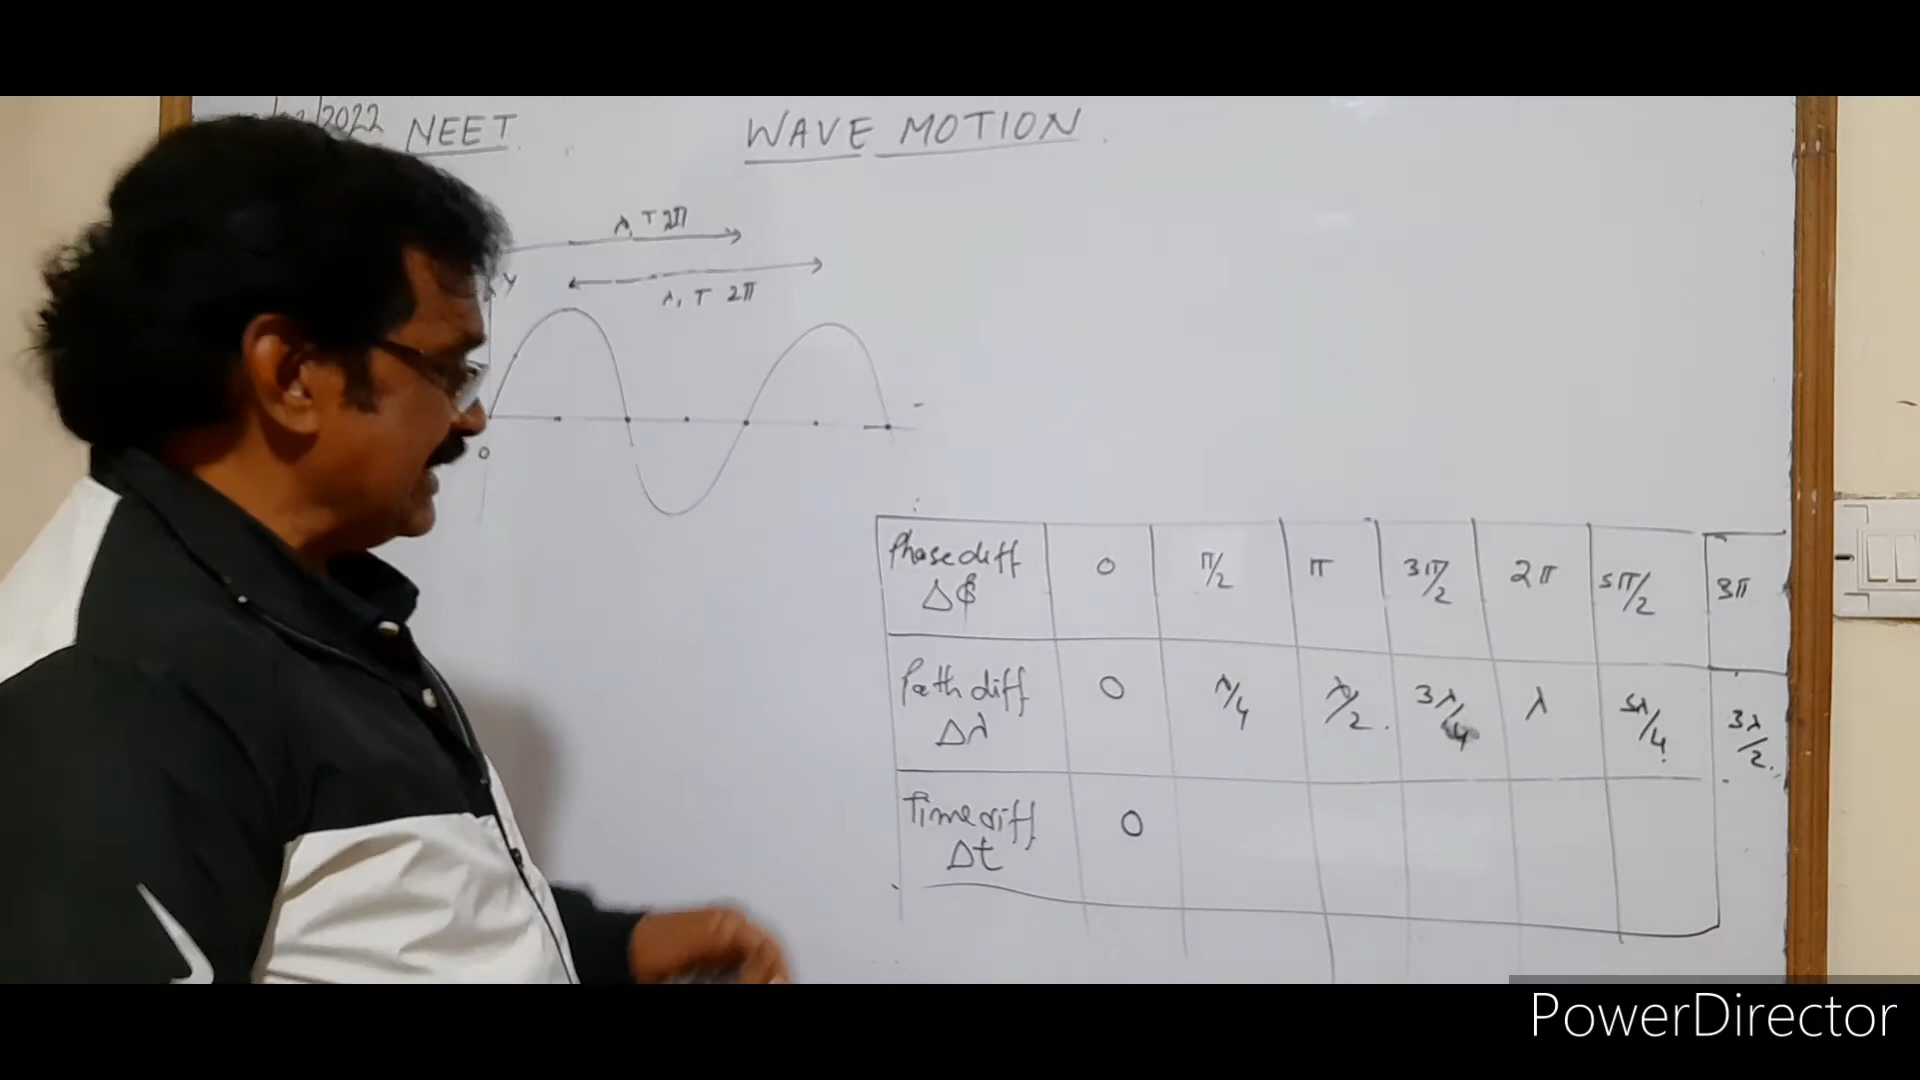 /2022 NEET.
WAVE MOTION.
λ, T 2π
Y
λ, T 2π
0
Phase diff Δϕ 0 π/2 π 3π/2 2π 5π/2 3π
Path diff Δλ 0 λ/4 λ/2. 3λ/4 λ 5λ/4. 3λ/2.
Time diff Δt 0
PowerDirector